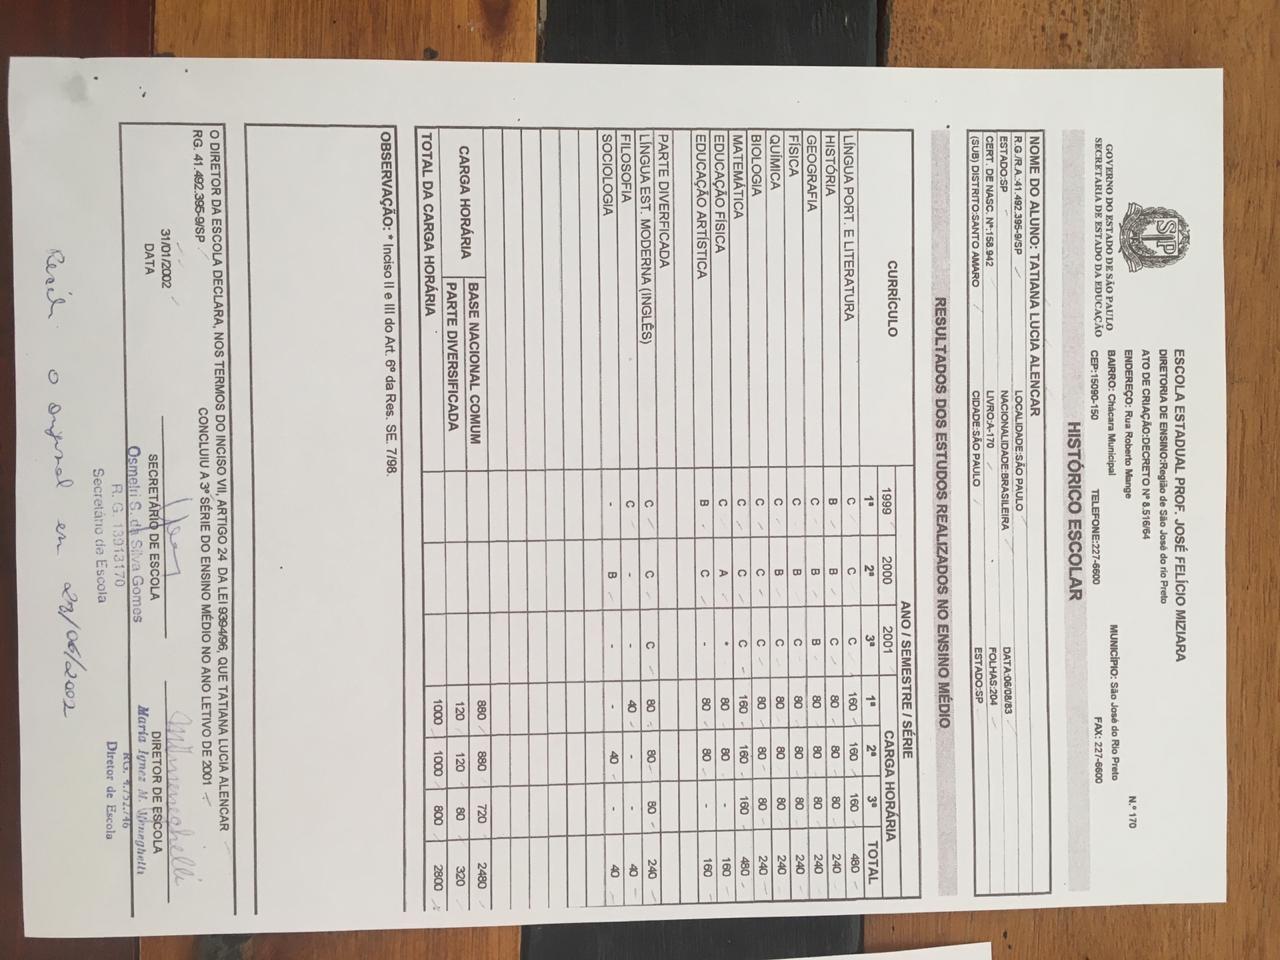 ESCOLA ESTADUAL PROF. JOSÉ FELÍCIO MIZIARA
DIRETORIA DE ENSINO:Região de São José do rio Preto
ATO DE CRIAÇÃO:DECRETO Nº 8.516/64 N.º 170
ENDEREÇO: Rua Roberto Mange
BAIRRO: Chácara Municipal MUNICÍPIO: São José do Rio Preto
CEP:15090-150 TELEFONE:227-6600 FAX: 227-6600
SP
GOVERNO DO ESTADO DE SÃO PAULO
SECRETARIA DE ESTADO DA EDUCAÇÃO
HISTÓRICO ESCOLAR
NOME DO ALUNO: TATIANA LUCIA ALENCAR
R.G./R.A.:41.492.395-9/SP LOCALIDADE:SÃO PAULO DATA:06/08/83
ESTADO:SP NACIONALIDADE:BRASILEIRA FOLHAS:204
CERT. DE NASC. Nº:158.942 LIVRO:A-170 ESTADO:SP
(SUB) DISTRITO:SANTO AMARO CIDADE:SÃO PAULO
RESULTADOS DOS ESTUDOS REALIZADOS NO ENSINO MÉDIO
CURRÍCULO ANO / SEMESTRE / SÉRIE
1999 2000 2001 CARGA HORÁRIA
1ª 2ª 3ª 1ª 2ª 3ª TOTAL
LÍNGUA PORT. E LITERATURA C C C 160 160 160 480
HISTÓRIA B B C 80 80 80 240
GEOGRAFIA C B B 80 80 80 240
FÍSICA C B C 80 80 80 240
QUÍMICA C B C 80 80 80 240
BIOLOGIA C C C 80 80 80 240
MATEMÁTICA C C C 160 160 160 480
EDUCAÇÃO FÍSICA C A * 80 80 - 160
EDUCAÇÃO ARTÍSTICA B C - 80 80 - 160
PARTE DIVERFICADA
LÍNGUA EST. MODERNA (INGLÊS) C C C 80 80 80 240
FILOSOFIA C - - 40 - - 40
SOCIOLOGIA - B - - 40 - 40
CARGA HORÁRIA
BASE NACIONAL COMUM 880 880 720 2480
PARTE DIVERSIFICADA 120 120 80 320
TOTAL DA CARGA HORÁRIA 1000 1000 800 2800
OBSERVAÇÃO: * Inciso II e III do Art. 6º da Res. SE. 7/98.
O DIRETOR DA ESCOLA DECLARA, NOS TERMOS DO INCISO VII, ARTIGO 24 DA LEI 9394/96, QUE TATIANA LUCIA ALENCAR
RG. 41.492.395-9/SP CONCLUIU A 3ª SÉRIE DO ENSINO MÉDIO NO ANO LETIVO DE 2001
31/01/2002
DATA
SECRETÁRIO DE ESCOLA
Osmeiri S. da Silva Gomes
R. G. 13913170
Secretário de Escola
DIRETOR DE ESCOLA
Maria Ignez M. Meneghelli
RG. 4.752.746
Diretor de Escola
Recebi o original em 27/06/2002